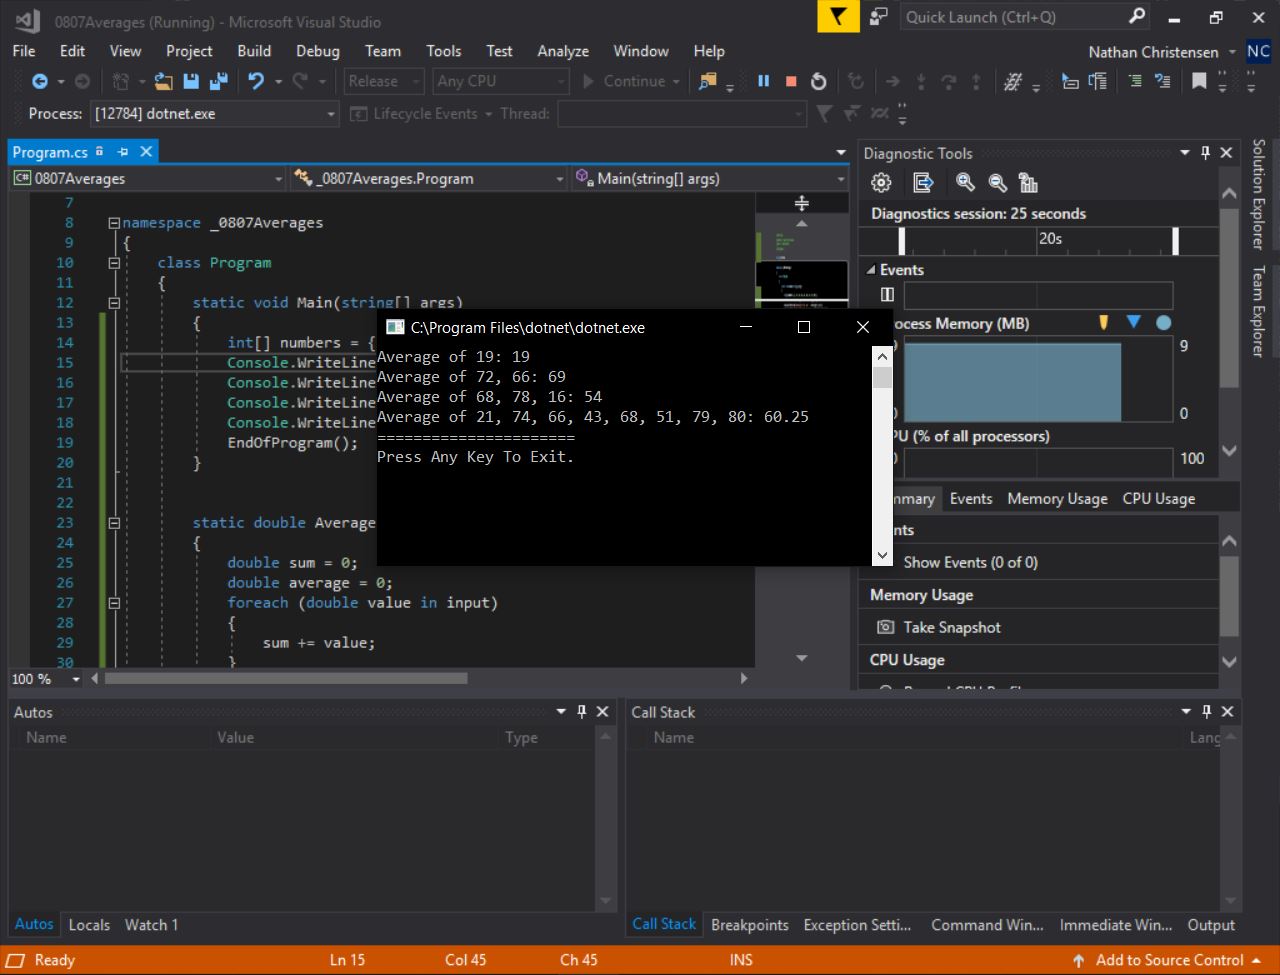 0807Averages (Running) - Microsoft Visual Studio
Quick Launch (Ctrl+Q)
File Edit View Project Build Debug Team Tools Test Analyze Window Help
Nathan Christensen NC
Release Any CPU Continue
Process: [12784] dotnet.exe Lifecycle Events Thread:
Program.cs
C# 0807Averages _0807Averages.Program Main(string[] args)
7
8 namespace _0807Averages
9 {
10 class Program
11 {
12 static void Main(string[] args)
13 {
14 int[] numbers = {
15 Console.WriteLine
16 Console.WriteLine
17 Console.WriteLine
18 Console.WriteLine
19 EndOfProgram();
20 }
21
22
23 static double Average
24 {
25 double sum = 0;
26 double average = 0;
27 foreach (double value in input)
28 {
29 sum += value;
30 }
100 %
C:\Program Files\dotnet\dotnet.exe
Average of 19: 19
Average of 72, 66: 69
Average of 68, 78, 16: 54
Average of 21, 74, 66, 43, 68, 51, 79, 80: 60.25
======================
Press Any Key To Exit.
Diagnostic Tools
Diagnostics session: 25 seconds
20s
Events
ocess Memory (MB)
9
0
U (% of all processors)
100
mmary Events Memory Usage CPU Usage
nts
Show Events (0 of 0)
Memory Usage
Take Snapshot
CPU Usage
Solution Explorer
Team Explorer
Autos
Name Value Type
Autos Locals Watch 1
Call Stack
Name Lang
Call Stack Breakpoints Exception Setti... Command Win... Immediate Win... Output
Ready Ln 15 Col 45 Ch 45 INS Add to Source Control